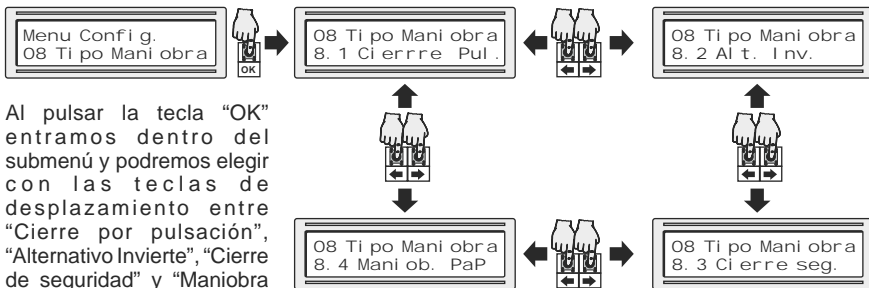 Menu Config.
08 Tipo Maniobra
OK
08 Tipo Maniobra
8.1 Cierrre Pul.
08 Tipo Maniobra
8.2 Alt. Inv.
Al pulsar la tecla “OK”
entramos dentro del
submenú y podremos elegir
con las teclas de
desplazamiento entre
“Cierre por pulsación”,
“Alternativo Invierte”, “Cierre
de seguridad” y “Maniobra
08 Tipo Maniobra
8.4 Maniob. PaP
08 Tipo Maniobra
8.3 Cierre seg.